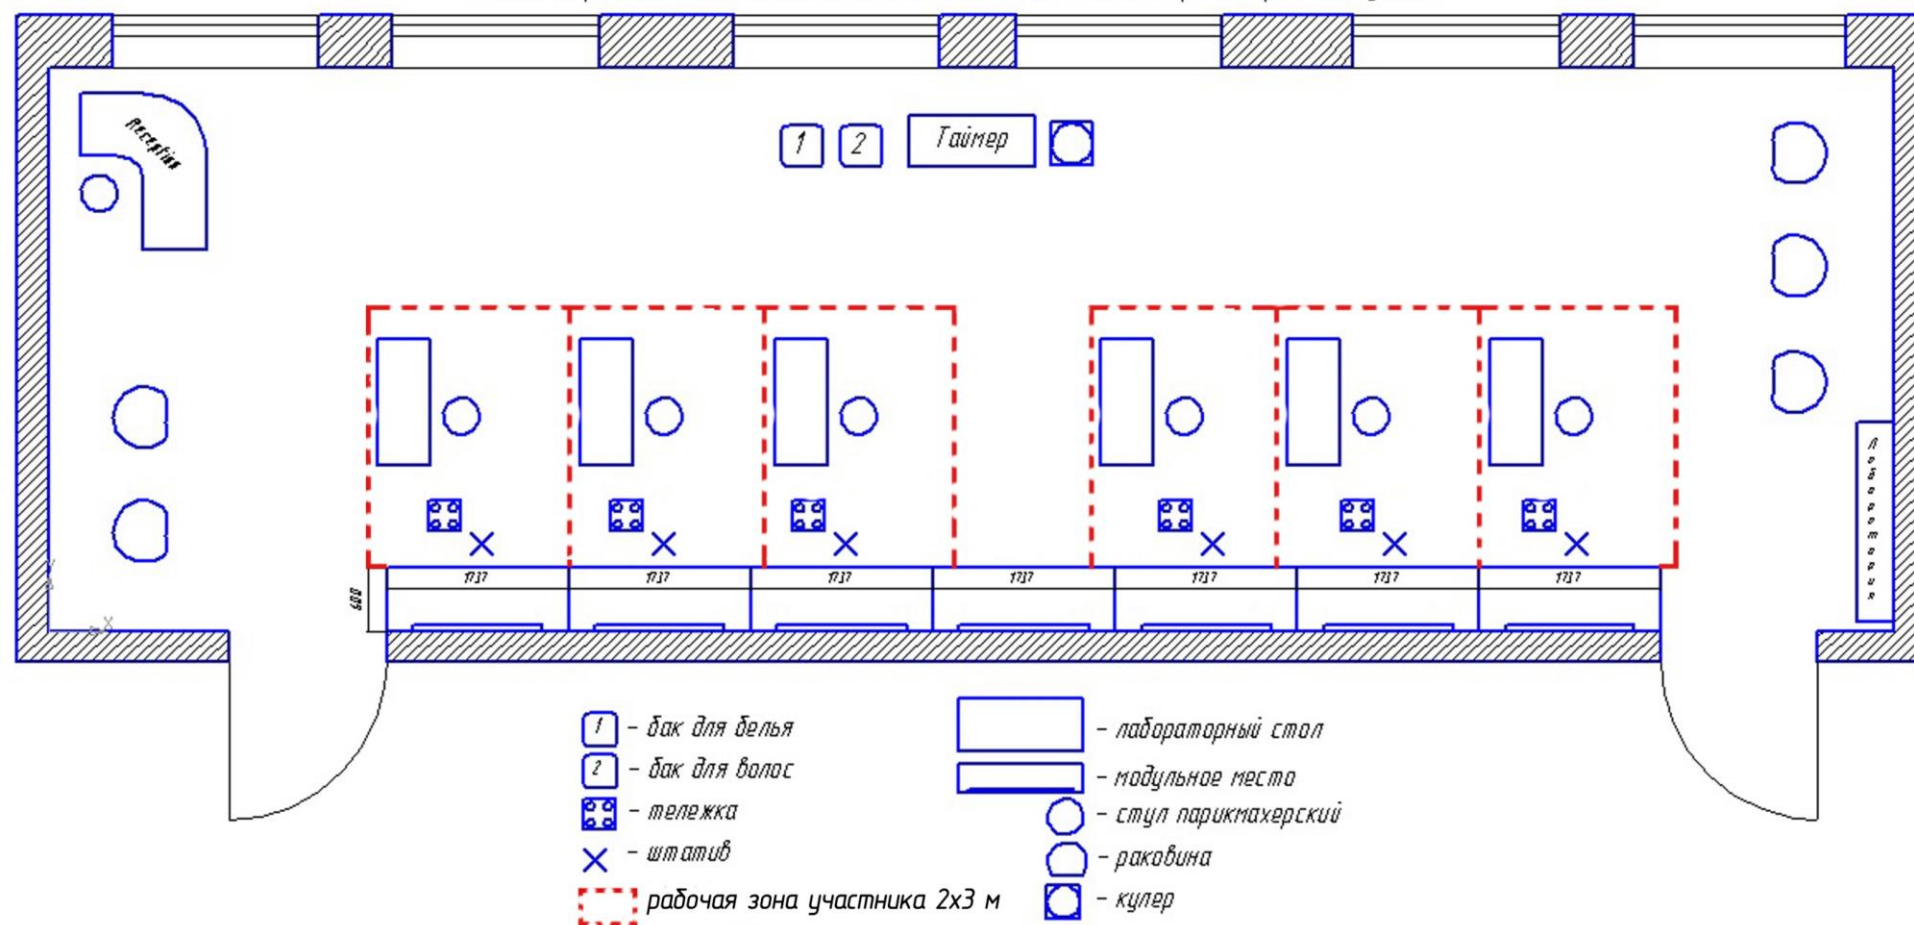 Reception
1
2
Таймер
Лаборатория
1737
1737
1737
1737
1737
1737
1737
600
Y
X
1 - бак для белья
2 - бак для волос
- тележка
- штатив
рабочая зона участника 2х3 м
- лабораторный стол
- модульное место
- стул парикмахерский
- раковина
- кулер